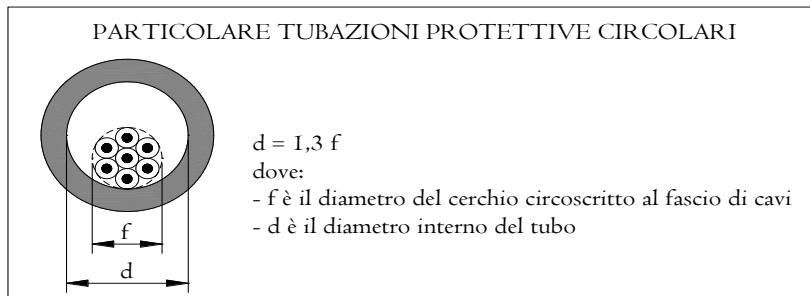 PARTICOLARE TUBAZIONI PROTETTIVE CIRCOLARI
d = 1,3 f
dove:
- f è il diametro del cerchio circoscritto al fascio di cavi
- d è il diametro interno del tubo
f
d